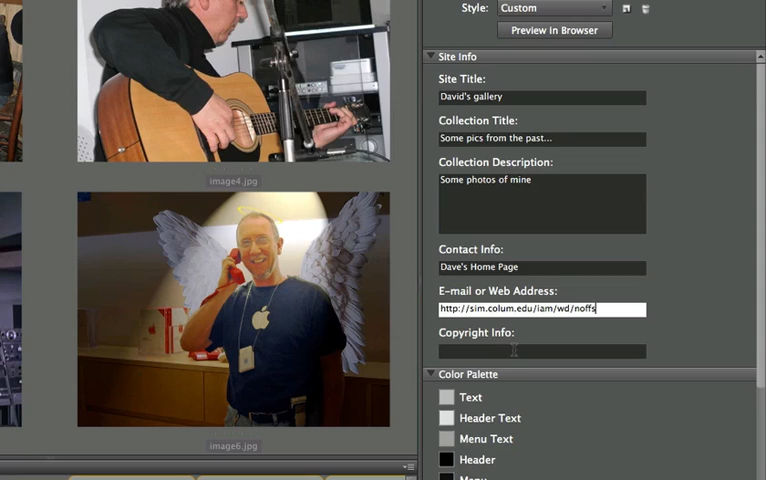 Style:
Custom
Preview in Browser
Site Info
Site Title:
David's gallery
Collection Title:
Some pics from the past...
Collection Description:
Some photos of mine
Contact Info:
Dave's Home Page
E-mail or Web Address:
http://sim.colum.edu/iam/wd/noffs
Copyright Info:
Color Palette
Text
Header Text
Menu Text
Header
Menu
image4.jpg
image6.jpg